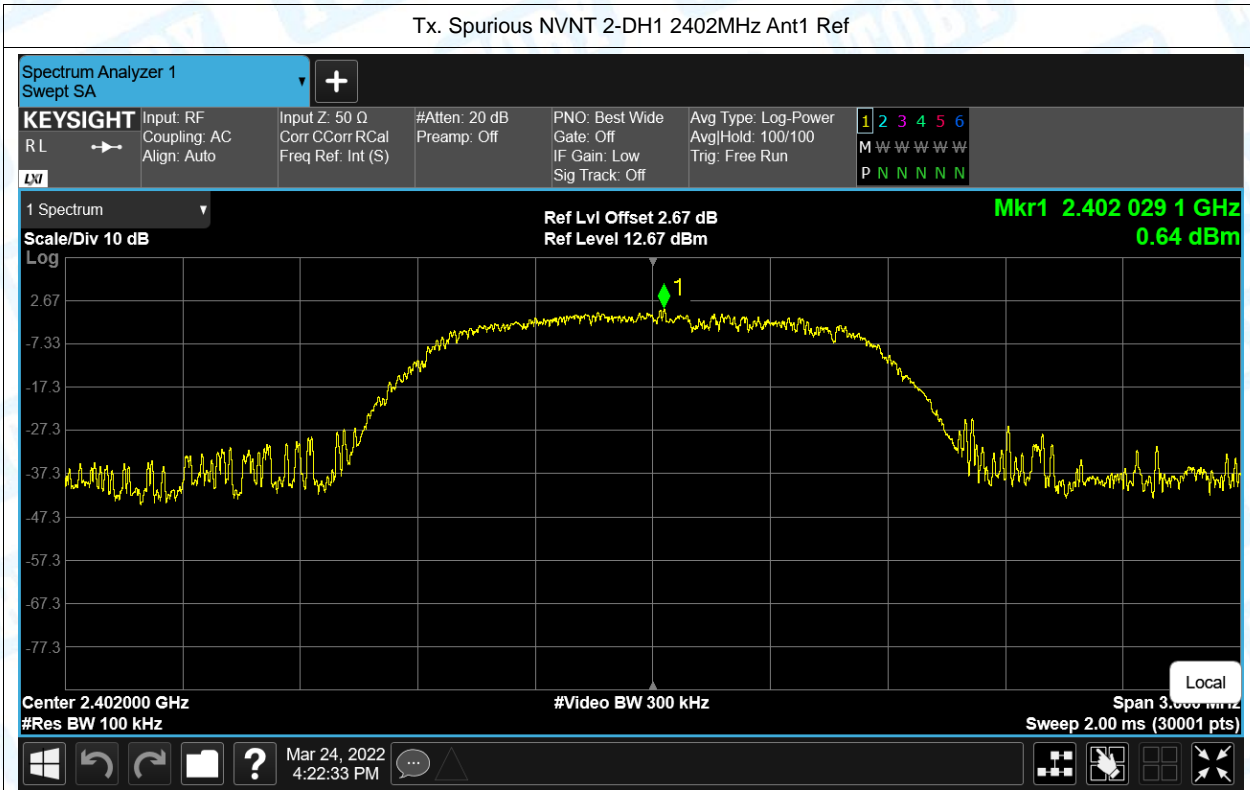 Tx. Spurious NVNT 2-DH1 2402MHz Ant1 Ref
Spectrum Analyzer 1
Swept SA
KEYSIGHT
R L
LXI
Input: RF
Coupling: AC
Align: Auto
Input Z: 50 Ω
Corr CCorr RCal
Freq Ref: Int (S)
#Atten: 20 dB
Preamp: Off
PNO: Best Wide
Gate: Off
IF Gain: Low
Sig Track: Off
Avg Type: Log-Power
Avg|Hold: 100/100
Trig: Free Run
1 2 3 4 5 6
M W W W W W
P N N N N N
1 Spectrum
Scale/Div 10 dB
Log
Ref Lvl Offset 2.67 dB
Ref Level 12.67 dBm
Mkr1 2.402 029 1 GHz
0.64 dBm
1
2.67
-7.33
-17.3
-27.3
-37.3
-47.3
-57.3
-67.3
-77.3
Local
Center 2.402000 GHz
#Video BW 300 kHz
Span 3.000 MHz
#Res BW 100 kHz
Sweep 2.00 ms (30001 pts)
?
Mar 24, 2022
4:22:33 PM